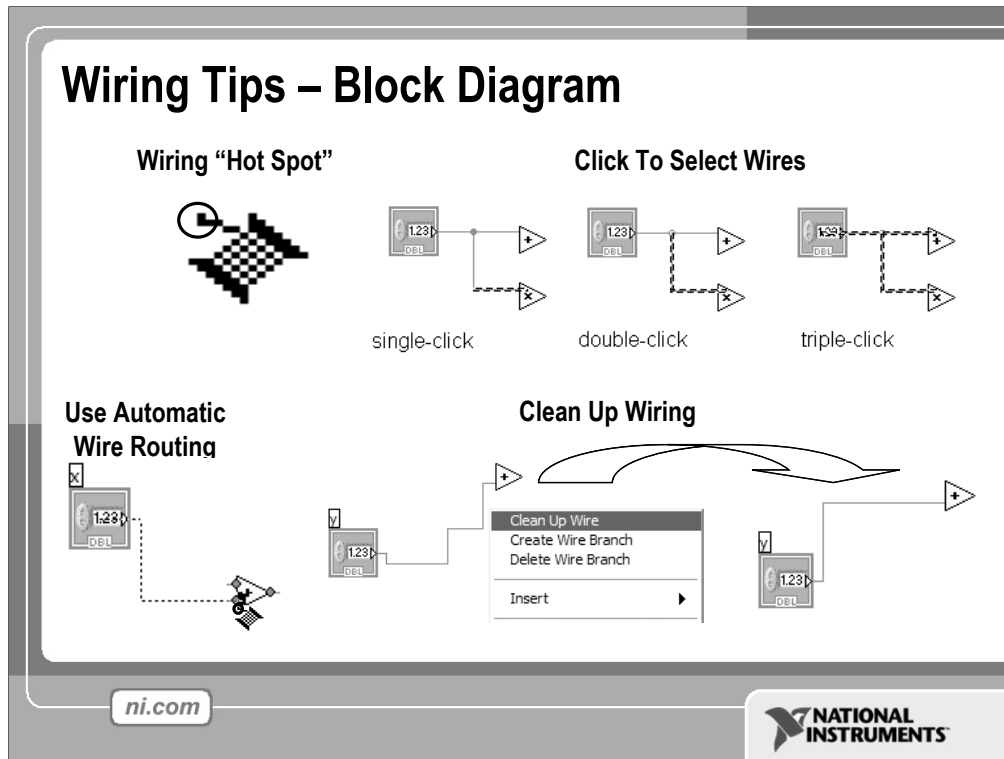 Wiring Tips – Block Diagram
Wiring “Hot Spot”
Click To Select Wires
1.23
DBL
+
x
1.23
DBL
+
x
1.23
DBL
+
x
single-click
double-click
triple-click
Use Automatic
Wire Routing
Clean Up Wiring
x
1.23
DBL
+
y
1.23
DBL
+
Clean Up Wire
Create Wire Branch
Delete Wire Branch
Insert
y
1.23
DBL
+
ni.com
NATIONAL
INSTRUMENTS